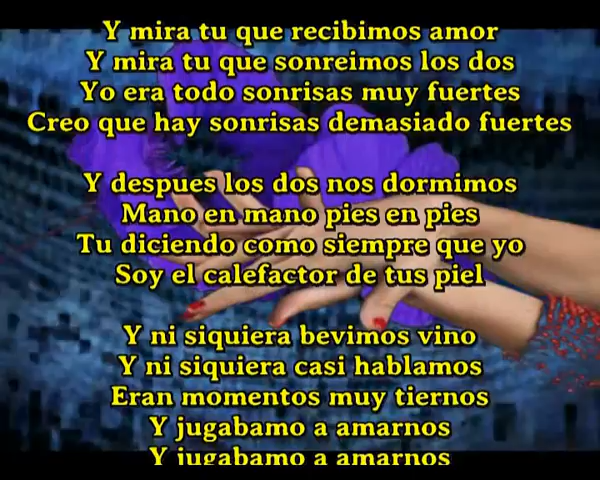 Y mira tu que recibimos amor
Y mira tu que sonreimos los dos
Yo era todo sonrisas muy fuertes
Creo que hay sonrisas demasiado fuertes
Y despues los dos nos dormimos
Mano en mano pies en pies
Tu diciendo como siempre que yo
Soy el calefactor de tus piel
Y ni siquiera bevimos vino
Y ni siquiera casi hablamos
Eran momentos muy tiernos
Y jugabamo a amarnos
Y jugabamo a amarnos